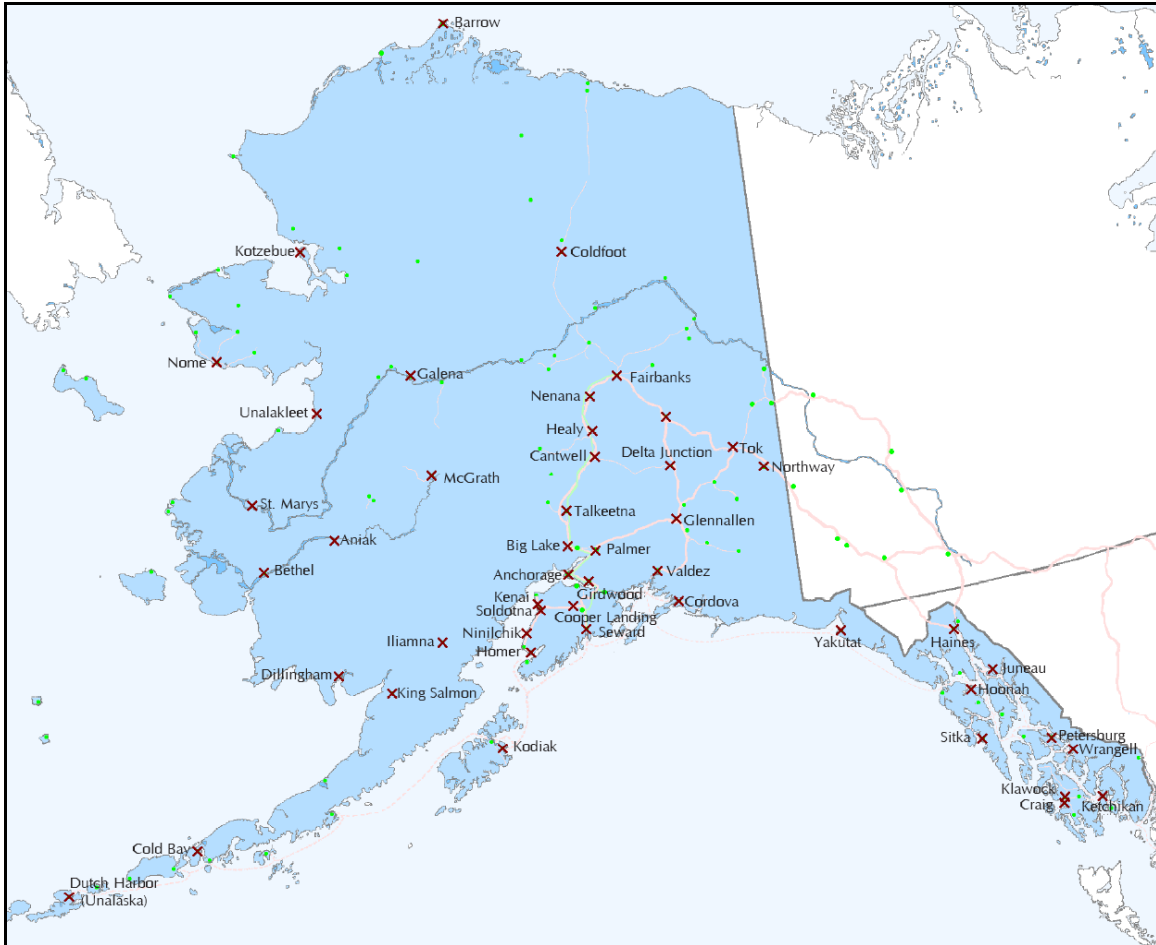 Barrow
Kotzebue
Coldfoot
Nome
Galena
Fairbanks
Nenana
Unalakleet
Healy
Tok
Delta Junction
Cantwell
Northway
McGrath
St. Marys
Talkeetna
Glennallen
Aniak
Big Lake
Palmer
Bethel
Anchorage
Valdez
Girdwood
Kenai
Soldotna
Cordova
Cooper Landing
Ninilchik
Seward
Yakutat
Haines
Iliamna
Homer
Juneau
Dillingham
King Salmon
Hoonah
Sitka
Petersburg
Kodiak
Wrangell
Klawock
Craig
Ketchikan
Cold Bay
Dutch Harbor
(Unalaska)